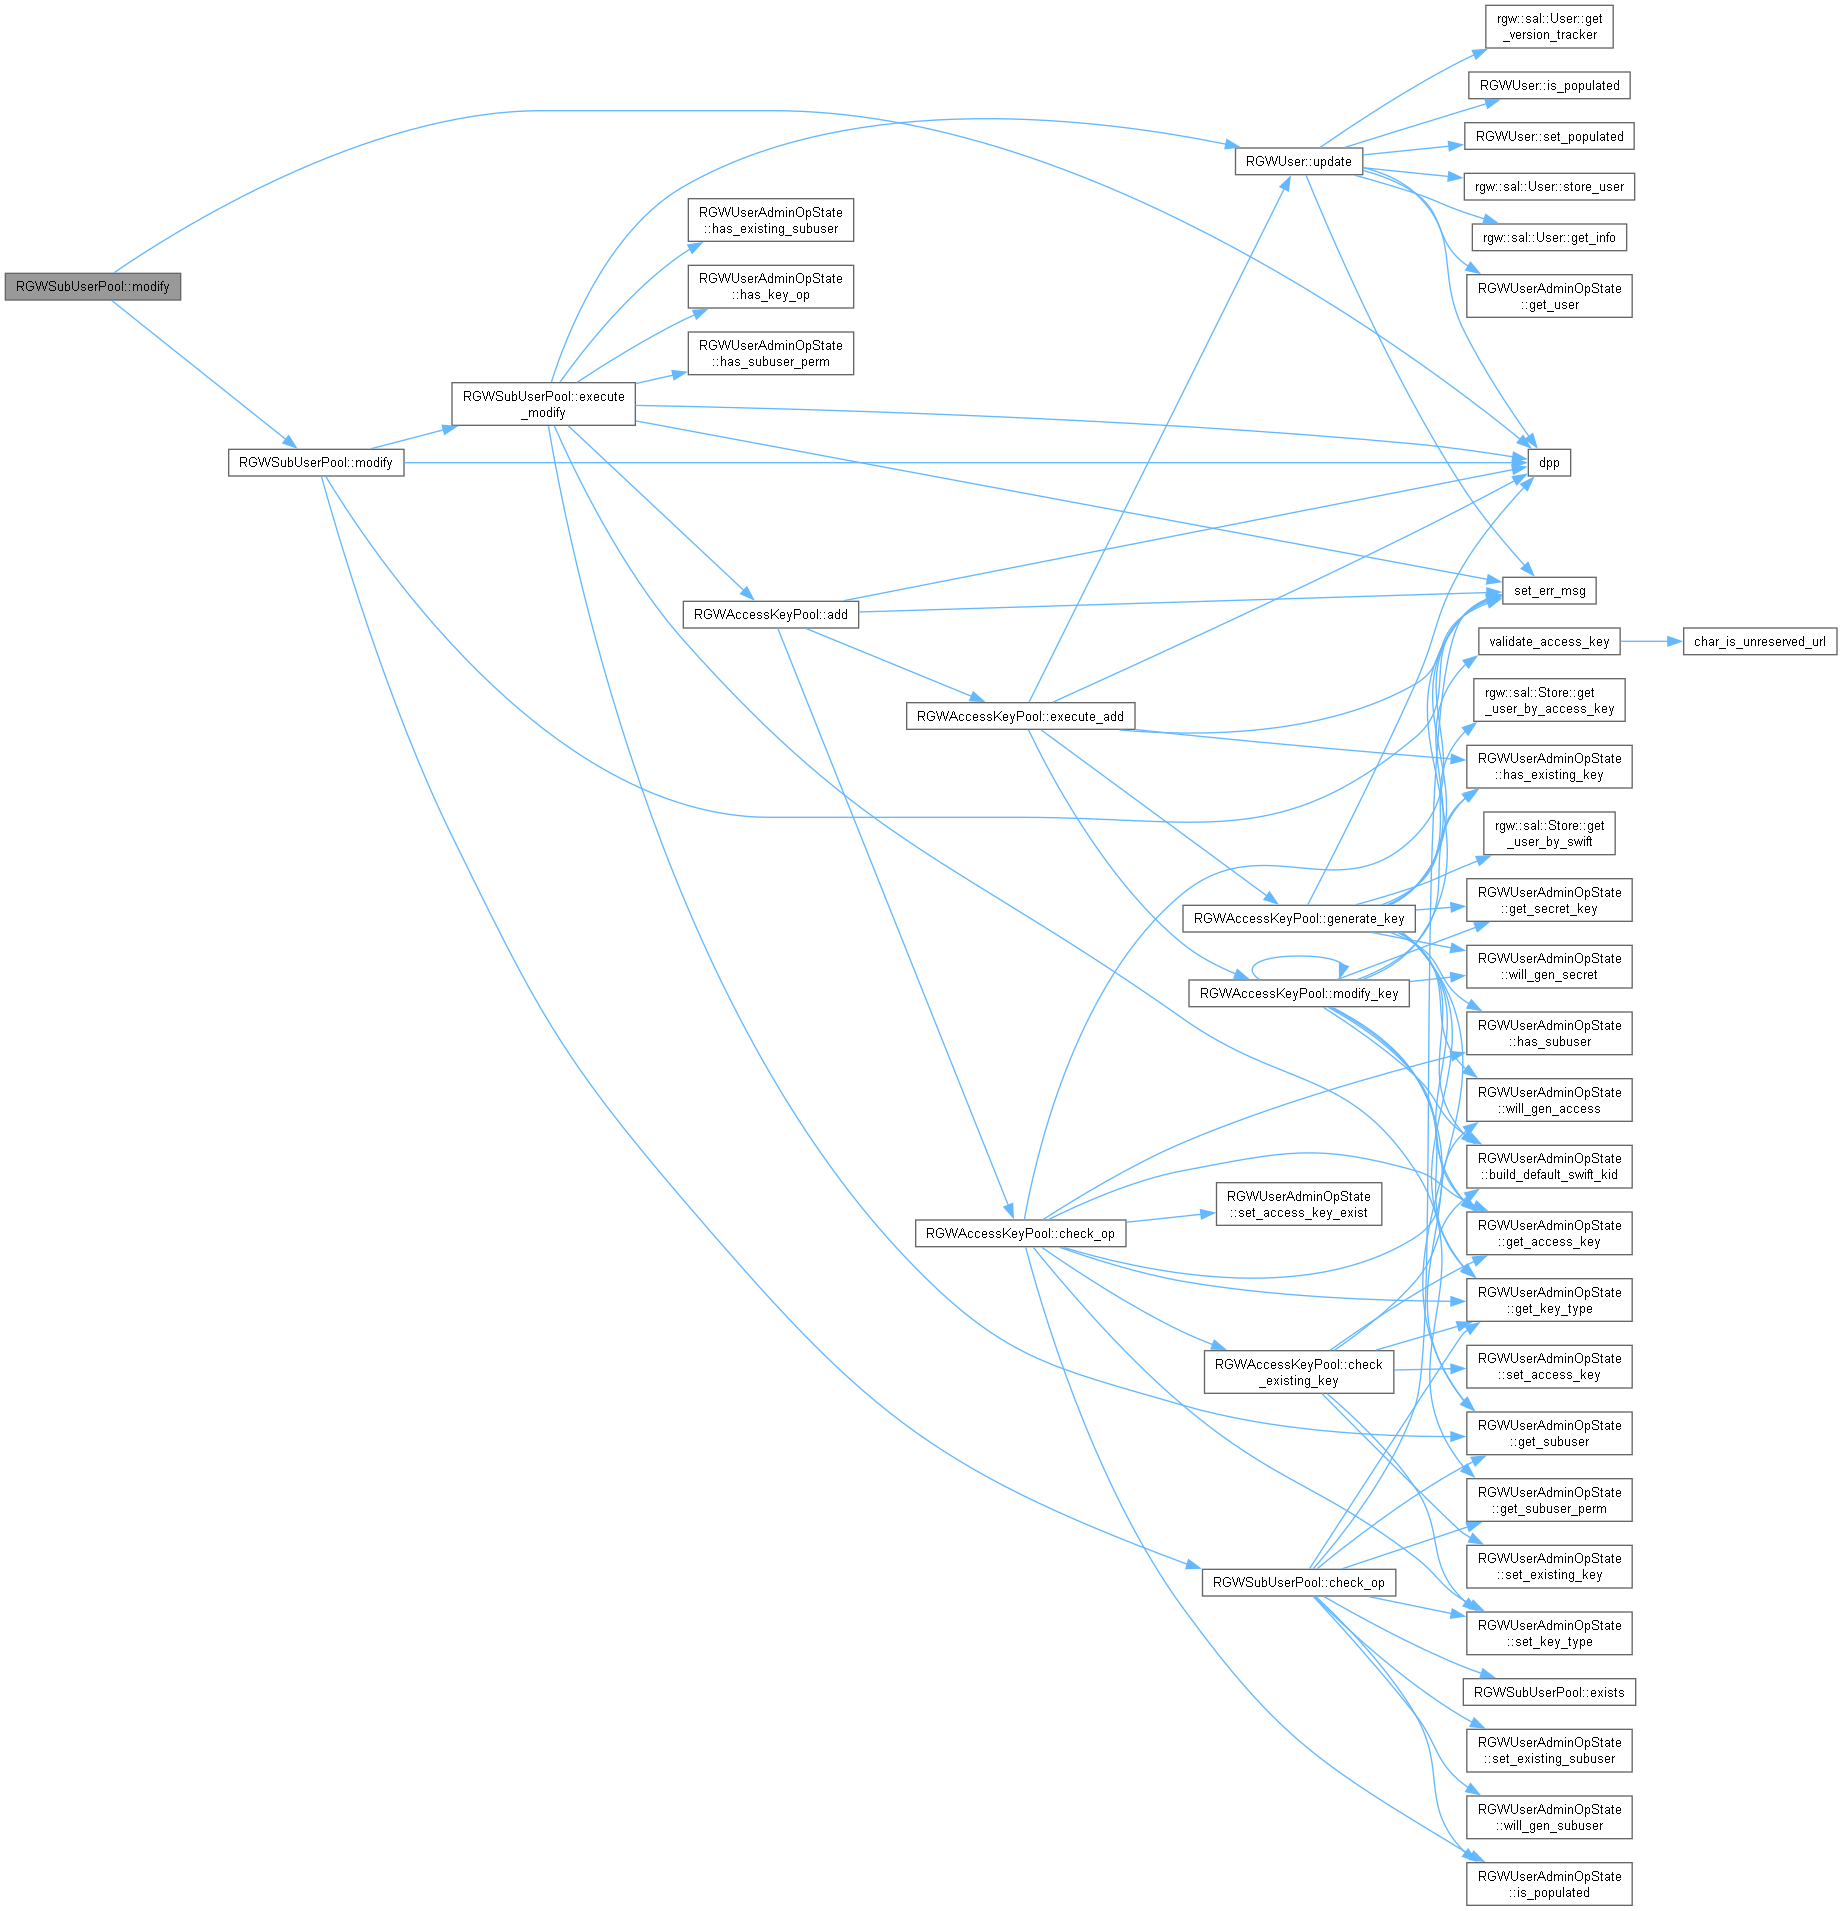 rgw::sal::User::get
_version_tracker
RGWUser::is_populated
RGWUser::set_populated
RGWUser::update
rgw::sal::User::store_user
RGWUserAdminOpState
::has_existing_subuser
rgw::sal::User::get_info
RGWUserAdminOpState
::has_key_op
RGWSubUserPool::modify
RGWUserAdminOpState
::get_user
RGWUserAdminOpState
::has_subuser_perm
RGWSubUserPool::execute
_modify
RGWSubUserPool::modify
dpp
set_err_msg
RGWAccessKeyPool::add
validate_access_key
char_is_unreserved_url
rgw::sal::Store::get
_user_by_access_key
RGWAccessKeyPool::execute_add
RGWUserAdminOpState
::has_existing_key
rgw::sal::Store::get
_user_by_swift
RGWUserAdminOpState
::get_secret_key
RGWAccessKeyPool::generate_key
RGWUserAdminOpState
::will_gen_secret
RGWAccessKeyPool::modify_key
RGWUserAdminOpState
::has_subuser
RGWUserAdminOpState
::will_gen_access
RGWUserAdminOpState
::build_default_swift_kid
RGWUserAdminOpState
::set_access_key_exist
RGWAccessKeyPool::check_op
RGWUserAdminOpState
::get_access_key
RGWUserAdminOpState
::get_key_type
RGWAccessKeyPool::check
_existing_key
RGWUserAdminOpState
::set_access_key
RGWUserAdminOpState
::get_subuser
RGWUserAdminOpState
::get_subuser_perm
RGWUserAdminOpState
::set_existing_key
RGWSubUserPool::check_op
RGWUserAdminOpState
::set_key_type
RGWSubUserPool::exists
RGWUserAdminOpState
::set_existing_subuser
RGWUserAdminOpState
::will_gen_subuser
RGWUserAdminOpState
::is_populated